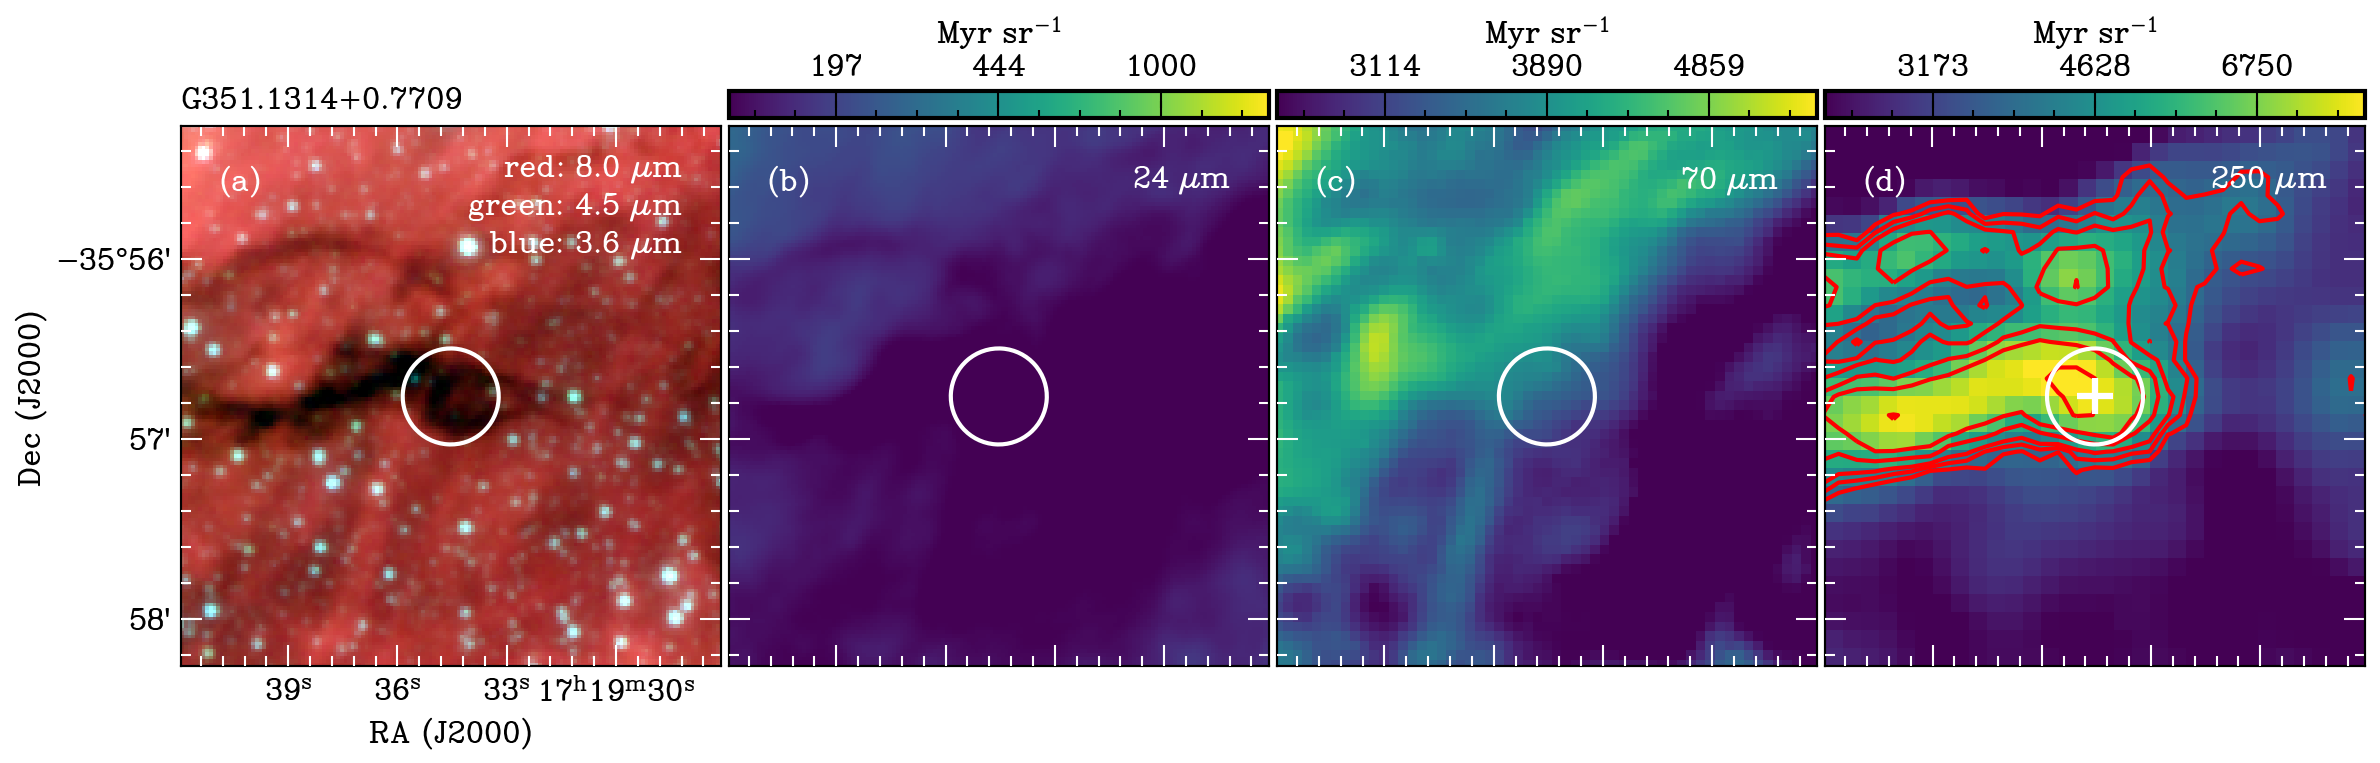 G351.1314+0.7709
Myr sr⁻¹
197 444 1000
Myr sr⁻¹
3114 3890 4859
Myr sr⁻¹
3173 4628 6750
(a)
red: 8.0 μm
green: 4.5 μm
blue: 3.6 μm
(b)
24 μm
(c)
70 μm
(d)
250 μm
Dec (J2000)
−35°56'
57'
58'
39ˢ 36ˢ 33ˢ 17ʰ19ᵐ30ˢ
RA (J2000)